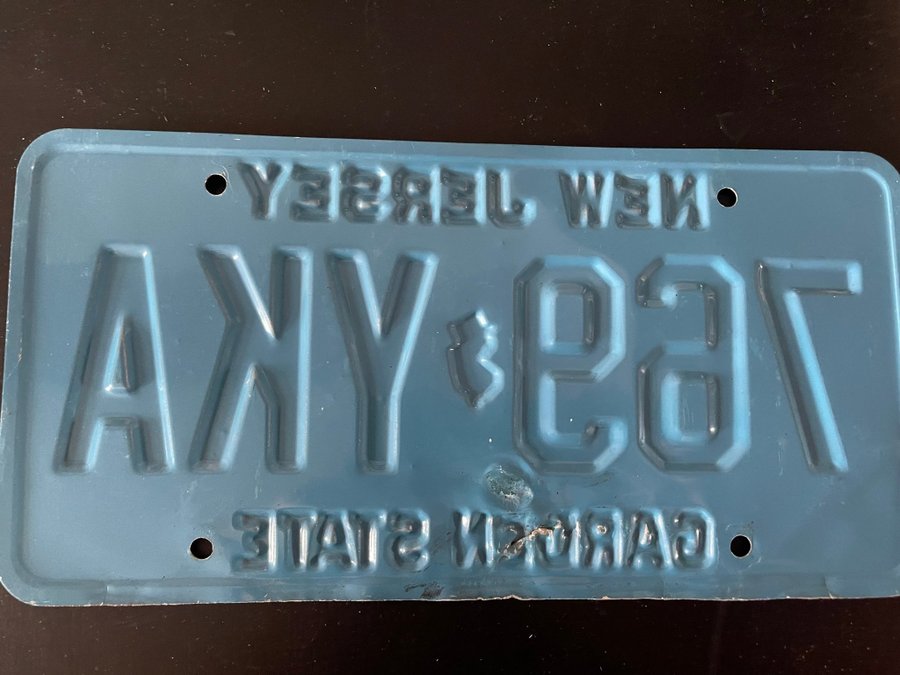 NEW JERSEY
769 YKA
GARDEN STATE